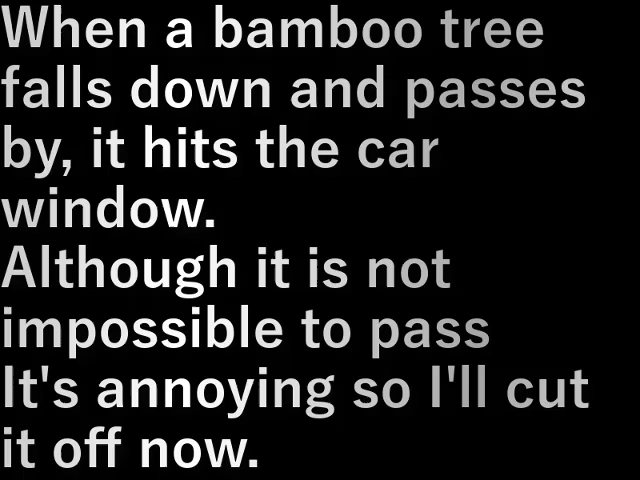 When a bamboo tree
falls down and passes
by, it hits the car
window.
Although it is not
impossible to pass
It's annoying so I'll cut
it off now.